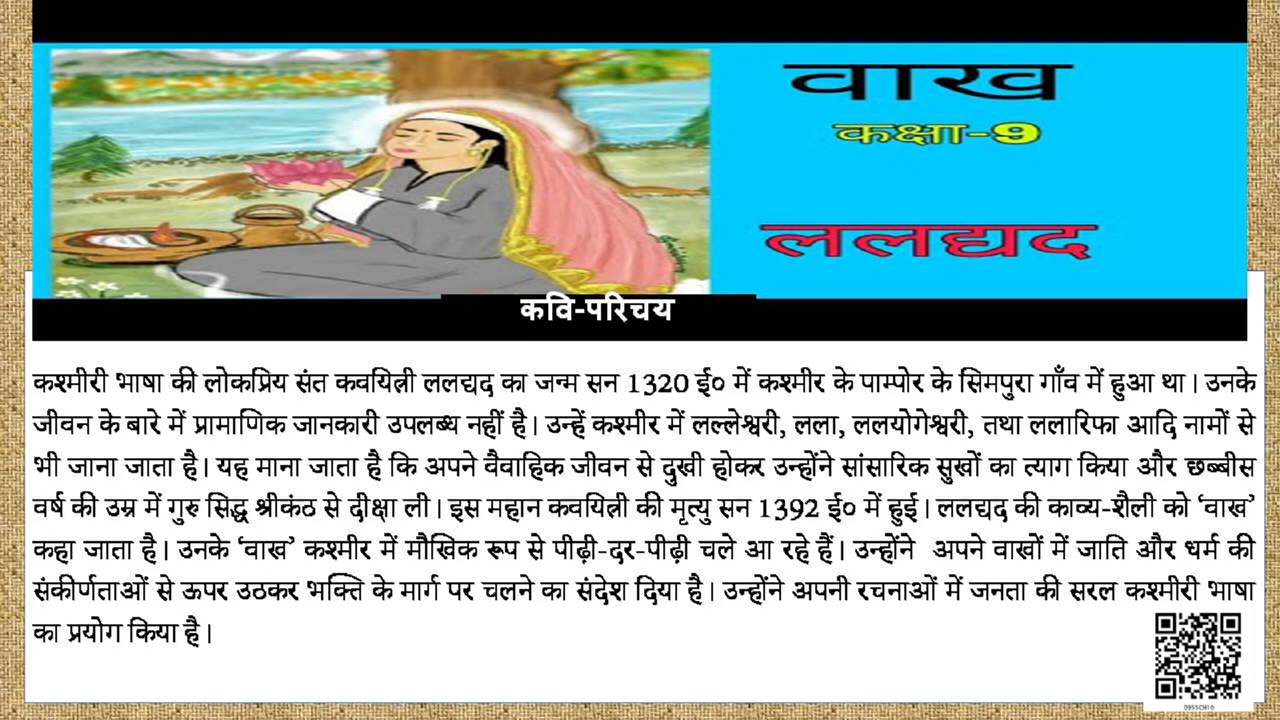 वाख
कक्षा-9
ललद्यद
कवि-परिचय
कश्मीरी भाषा की लोकप्रिय संत कवयित्री ललद्यद का जन्म सन 1320 ई० में कश्मीर के पाम्पोर के सिमपुरा गाँव में हुआ था। उनके
जीवन के बारे में प्रामाणिक जानकारी उपलब्ध नहीं है। उन्हें कश्मीर में लल्लेश्वरी, लला, ललयोगेश्वरी, तथा ललारिफा आदि नामों से
भी जाना जाता है। यह माना जाता है कि अपने वैवाहिक जीवन से दुखी होकर उन्होंने सांसारिक सुखों का त्याग किया और छब्बीस
वर्ष की उम्र में गुरु सिद्ध श्रीकंठ से दीक्षा ली। इस महान कवयित्री की मृत्यु सन 1392 ई० में हुई। ललद्यद की काव्य-शैली को ‘वाख’
कहा जाता है। उनके ‘वाख’ कश्मीर में मौखिक रूप से पीढ़ी-दर-पीढ़ी चले आ रहे हैं। उन्होंने अपने वाखों में जाति और धर्म की
संकीर्णताओं से ऊपर उठकर भक्ति के मार्ग पर चलने का संदेश दिया है। उन्होंने अपनी रचनाओं में जनता की सरल कश्मीरी भाषा
का प्रयोग किया है।
0955CH10